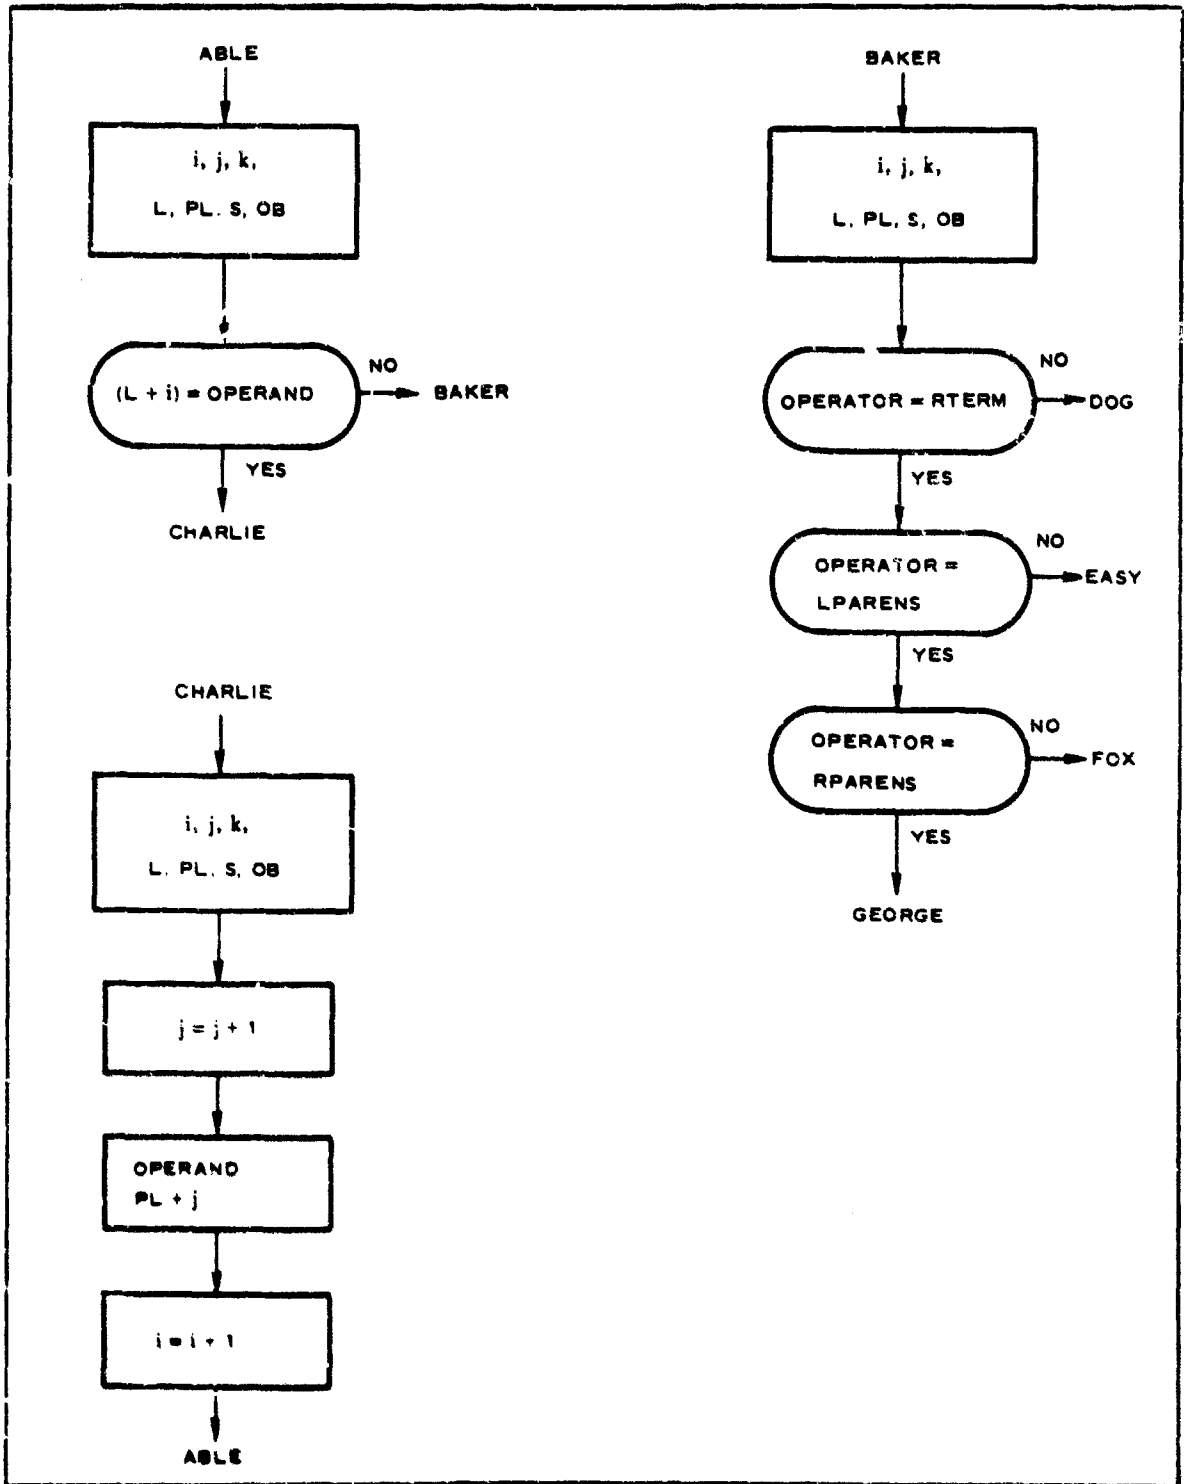 ABLE
i, j, k,
L, PL. S, OB
(L + i) = OPERAND
NO
BAKER
YES
CHARLIE
CHARLIE
i, j, k,
L, PL, S, OB
j = j + 1
OPERAND
PL + j
i = i + 1
ABLE
BAKER
i, j, k,
L, PL, S, OB
OPERATOR = RTERM
NO
DOG
YES
OPERATOR =
LPARENS
NO
EASY
YES
OPERATOR =
RPARENS
NO
FOX
YES
GEORGE